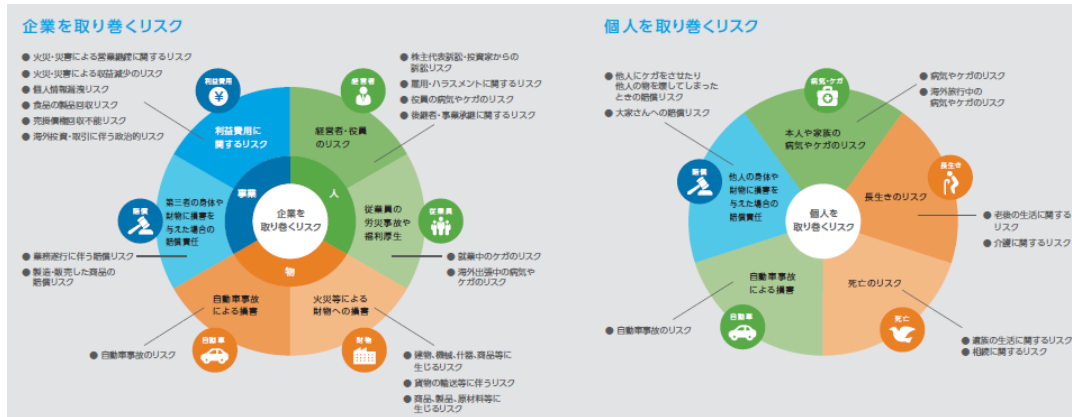 企業を取り巻くリスク
● 火災・災害による営業継続に関するリスク
● 火災・災害による収益減少のリスク
● 個人情報漏洩リスク
● 食品の製品回収リスク
● 売掛債権回収不能リスク
● 海外投資・取引に伴う政治的リスク
利益費用
¥
経営者
● 株主代表訴訟・投資家からの
訴訟リスク
● 雇用・ハラスメントに関するリスク
● 役員の病気やケガのリスク
● 後継者・事業承継に関するリスク
利益費用に
関するリスク
経営者・役員
のリスク
事業
人
物
企業を
取り巻くリスク
第三者の身体や
財物に損害を
与えた場合の
賠償責任
賠償
従業員の
労災事故や
福利厚生
従業員
● 業務遂行に伴う賠償リスク
● 製造・販売した商品の
賠償リスク
● 就業中のケガのリスク
● 海外出張中の病気や
ケガのリスク
自動車事故
による損害
火災等による
財物への損害
自動車
財物
● 自動車事故のリスク
● 建物、機械、什器、商品等に
生じるリスク
● 貨物の輸送等に伴うリスク
● 商品、製品、原材料等に
生じるリスク
個人を取り巻くリスク
● 他人にケガをさせたり
他人の物を壊してしまった
ときの賠償リスク
● 大家さんへの賠償リスク
病気・ケガ
● 病気やケガのリスク
● 海外旅行中の
病気やケガのリスク
本人や家族の
病気やケガのリスク
賠償
他人の身体や
財物に損害を
与えた場合の
賠償責任
個人を
取り巻くリスク
長生きのリスク
長生き
● 老後の生活に関する
リスク
● 介護に関するリスク
自動車事故
による損害
死亡のリスク
自動車
死亡
● 自動車事故のリスク
● 遺族の生活に関するリスク
● 相続に関するリスク